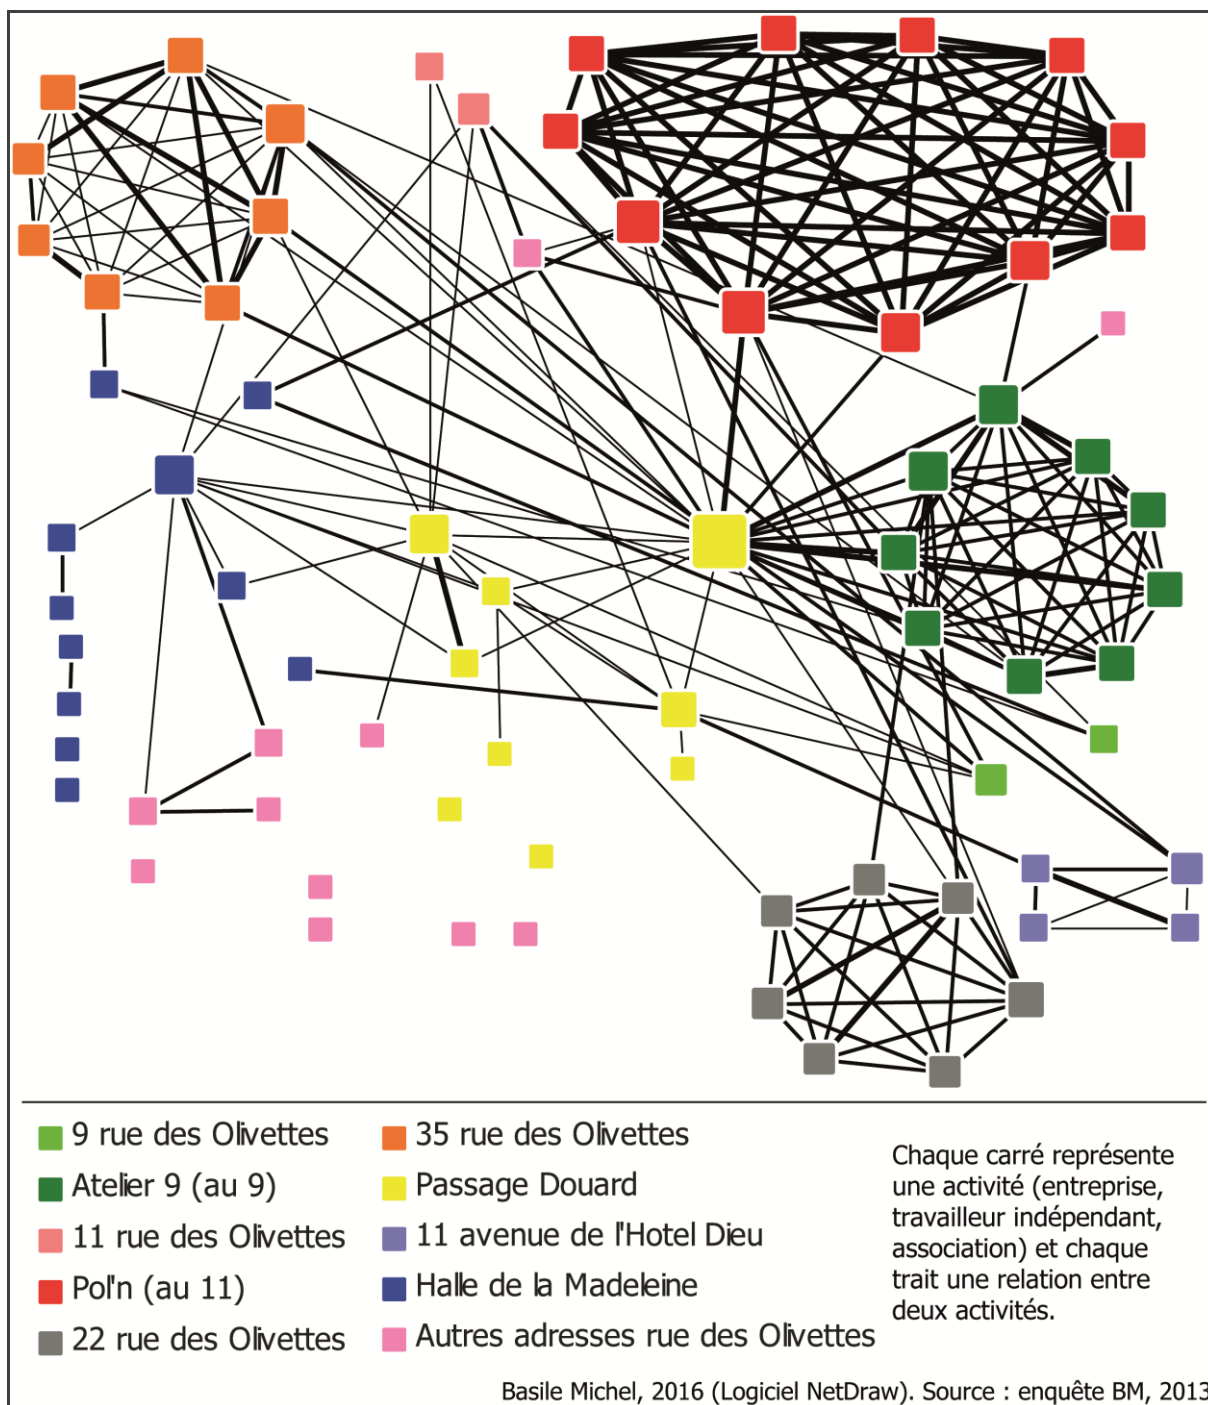 9 rue des Olivettes
Atelier 9 (au 9)
11 rue des Olivettes
Pol'n (au 11)
22 rue des Olivettes
35 rue des Olivettes
Passage Douard
11 avenue de l'Hotel Dieu
Halle de la Madeleine
Autres adresses rue des Olivettes
Chaque carré représente
une activité (entreprise,
travailleur indépendant,
association) et chaque
trait une relation entre
deux activités.
Basile Michel, 2016 (Logiciel NetDraw). Source : enquête BM, 2013